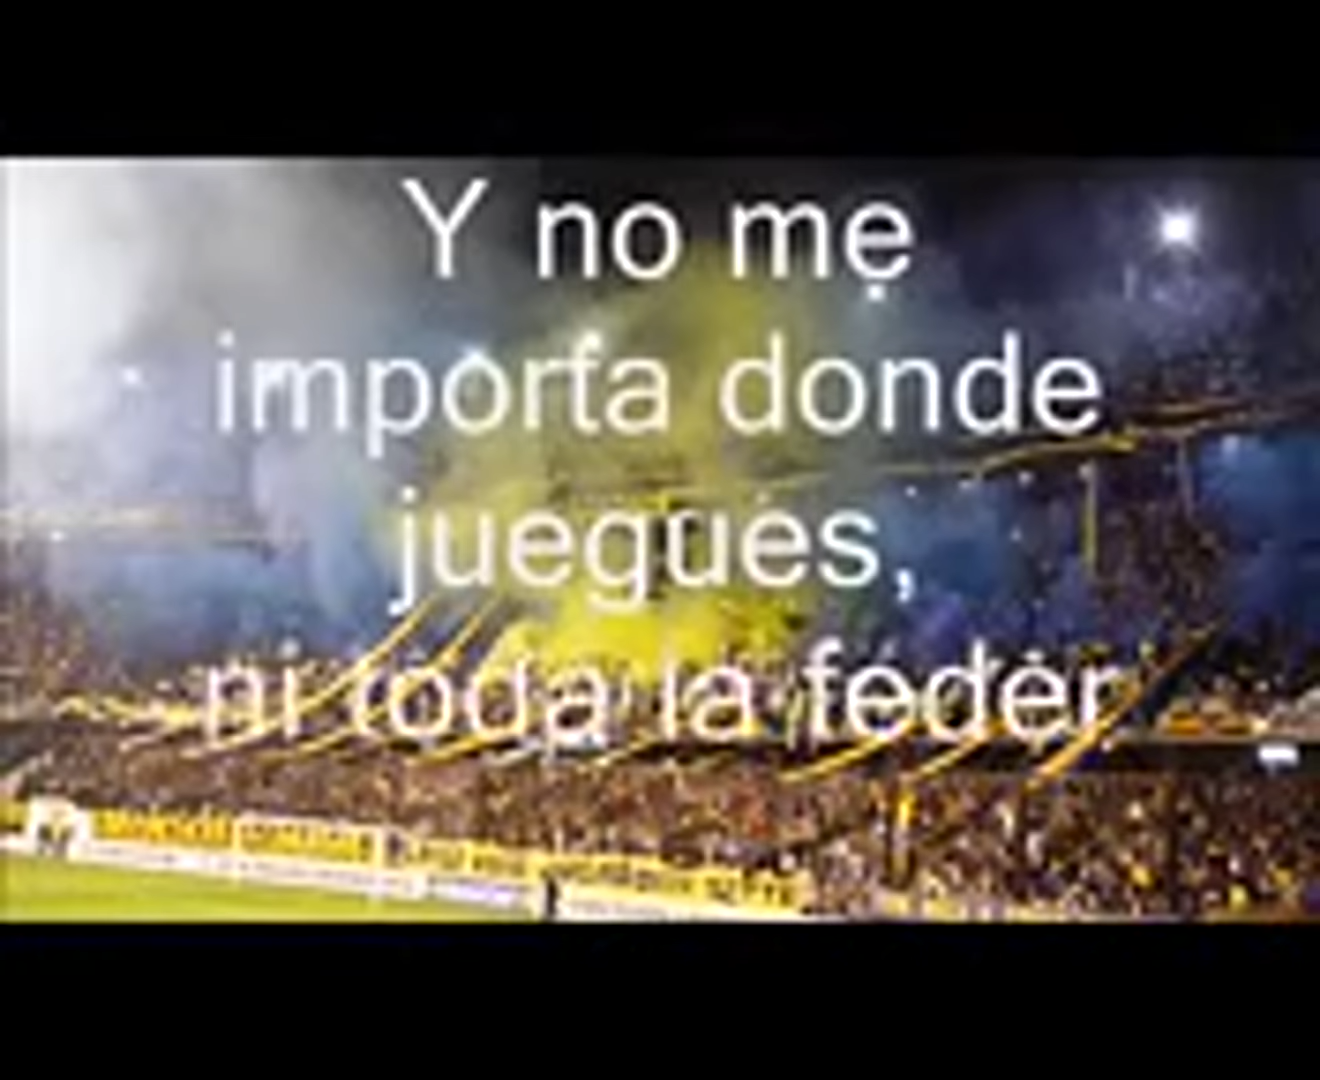 Y no me
importa donde
juegues,
ni toda la feder